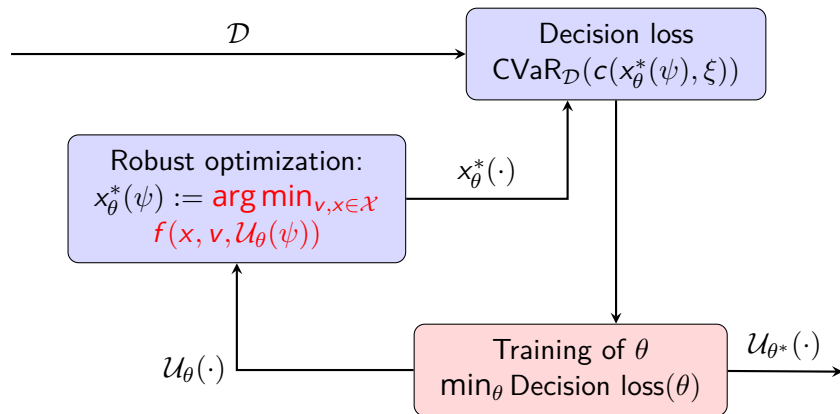 𝒟
Decision loss
CVaR_𝒟(c(x*_θ(ψ), ξ))
Robust optimization:
x*_θ(ψ) := arg min_{v,x∈𝒳}
f(x, v, 𝒰_θ(ψ))
x*_θ(·)
Training of θ
min_θ Decision loss(θ)
𝒰_θ(·)
𝒰_θ*(·)